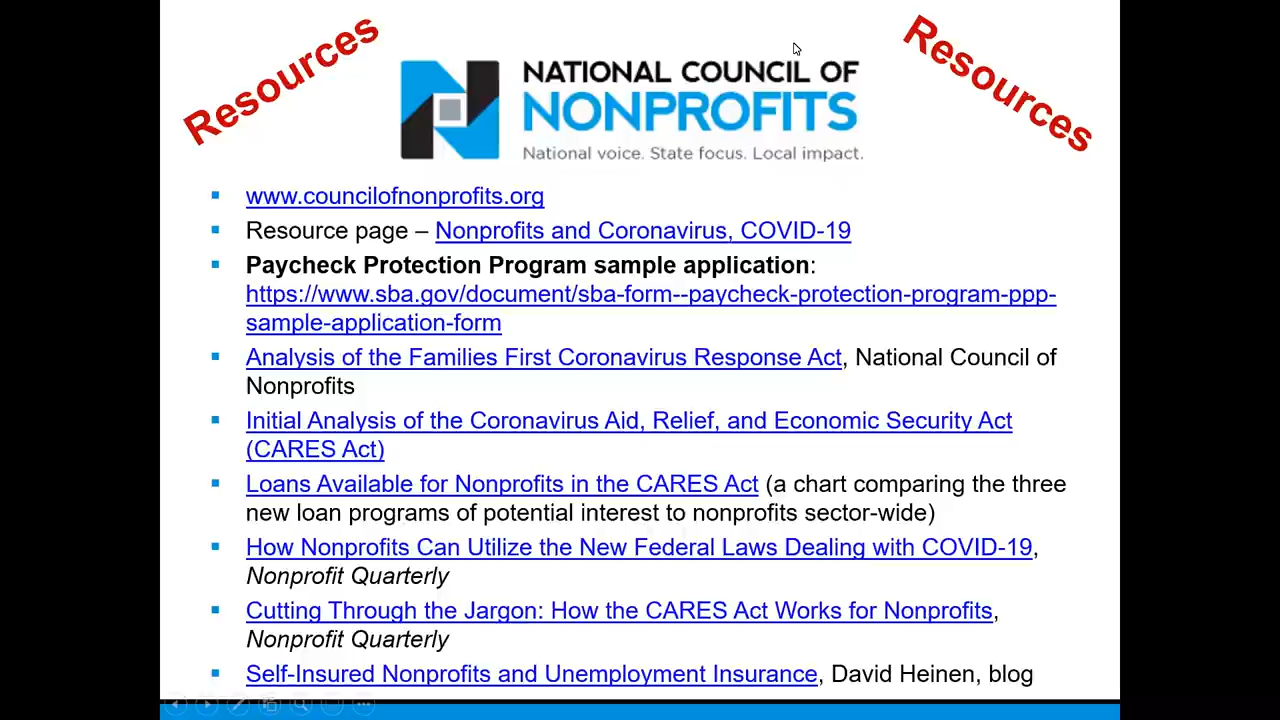 Resources
Resources
NATIONAL COUNCIL OF
NONPROFITS
National voice. State focus. Local impact.
www.councilofnonprofits.org
Resource page – Nonprofits and Coronavirus, COVID-19
Paycheck Protection Program sample application:
https://www.sba.gov/document/sba-form--paycheck-protection-program-ppp-
sample-application-form
Analysis of the Families First Coronavirus Response Act, National Council of
Nonprofits
Initial Analysis of the Coronavirus Aid, Relief, and Economic Security Act
(CARES Act)
Loans Available for Nonprofits in the CARES Act (a chart comparing the three
new loan programs of potential interest to nonprofits sector-wide)
How Nonprofits Can Utilize the New Federal Laws Dealing with COVID-19,
Nonprofit Quarterly
Cutting Through the Jargon: How the CARES Act Works for Nonprofits,
Nonprofit Quarterly
Self-Insured Nonprofits and Unemployment Insurance, David Heinen, blog